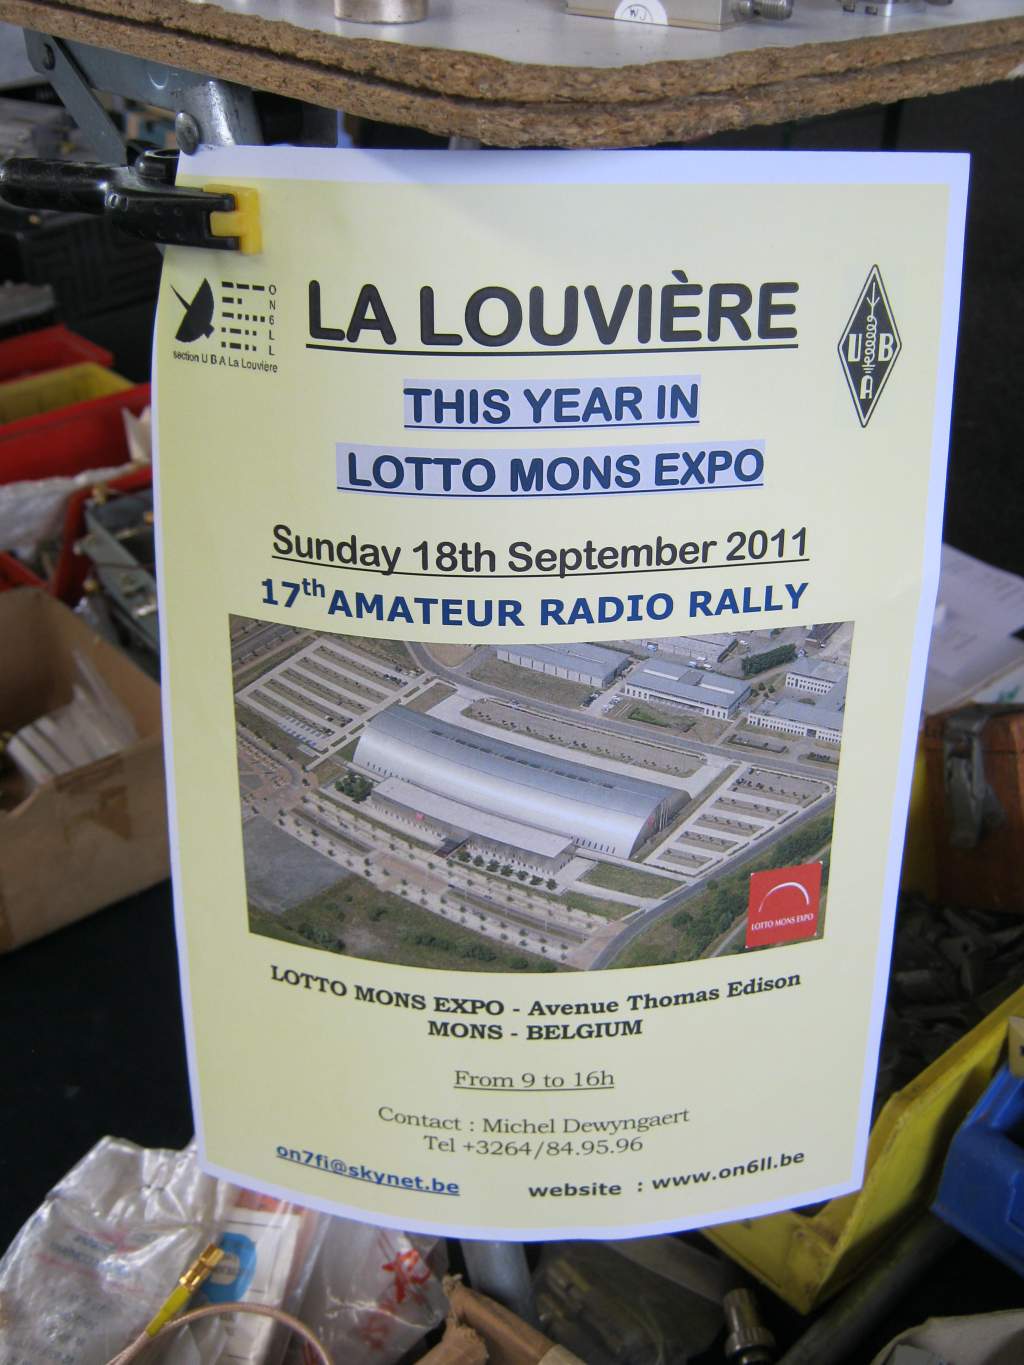 WJ
ON6LL
section U B A La Louvière
LA LOUVIÈRE
U B
A
THIS YEAR IN
LOTTO MONS EXPO
Sunday 18th September 2011
17th AMATEUR RADIO RALLY
LOTTO MONS EXPO
LOTTO MONS EXPO - Avenue Thomas Edison
MONS - BELGIUM
From 9 to 16h
Contact : Michel Dewyngaert
Tel +3264/84.95.96
on7fi@skynet.be
website : www.on6ll.be